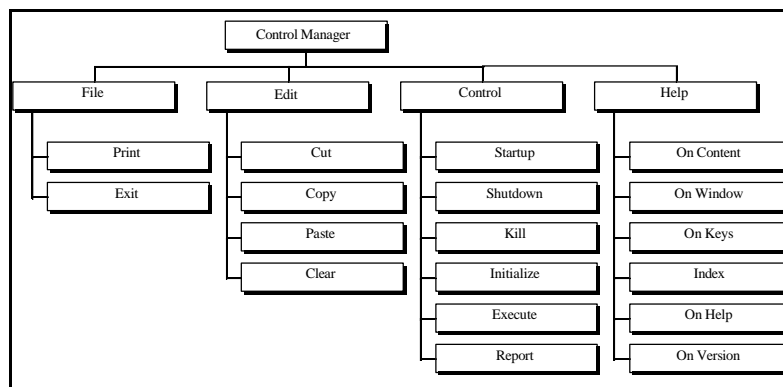 Control Manager
File
Edit
Control
Help
Print
Exit
Cut
Copy
Paste
Clear
Startup
Shutdown
Kill
Initialize
Execute
Report
On Content
On Window
On Keys
Index
On Help
On Version